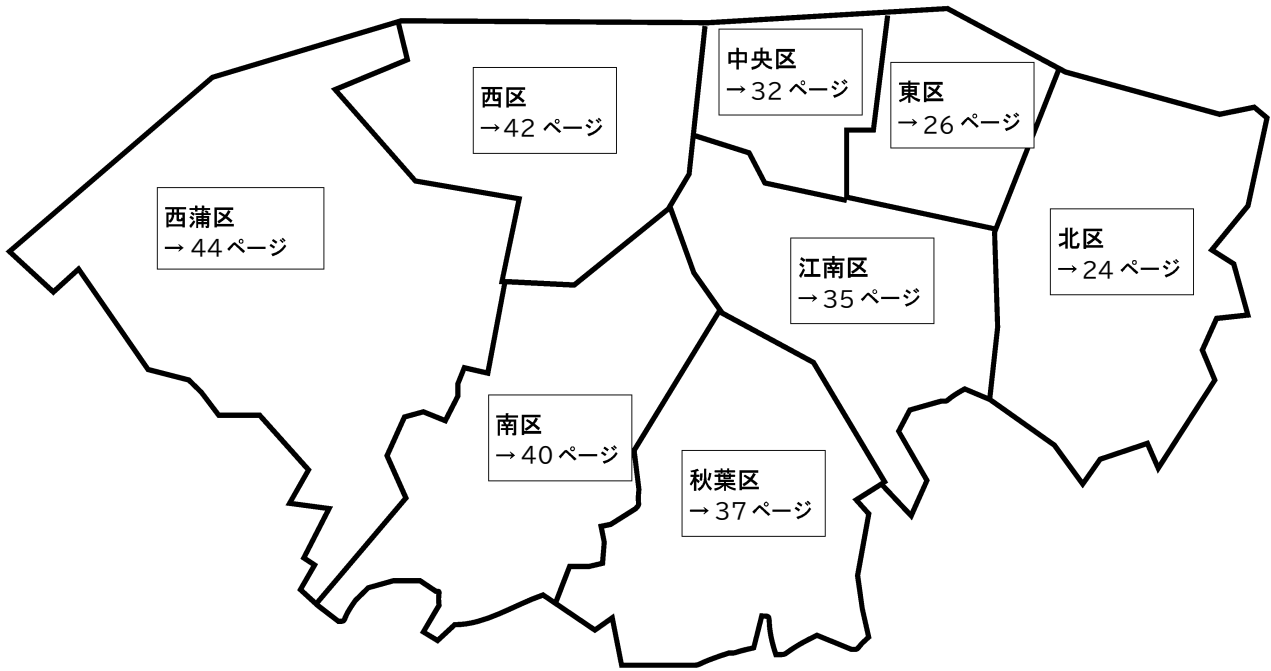 中央区
→32 ページ
東区
→26 ページ
西区
→42 ページ
西蒲区
→ 44 ページ
北区
→24 ページ
江南区
→35 ページ
南区
→40 ページ
秋葉区
→37 ページ